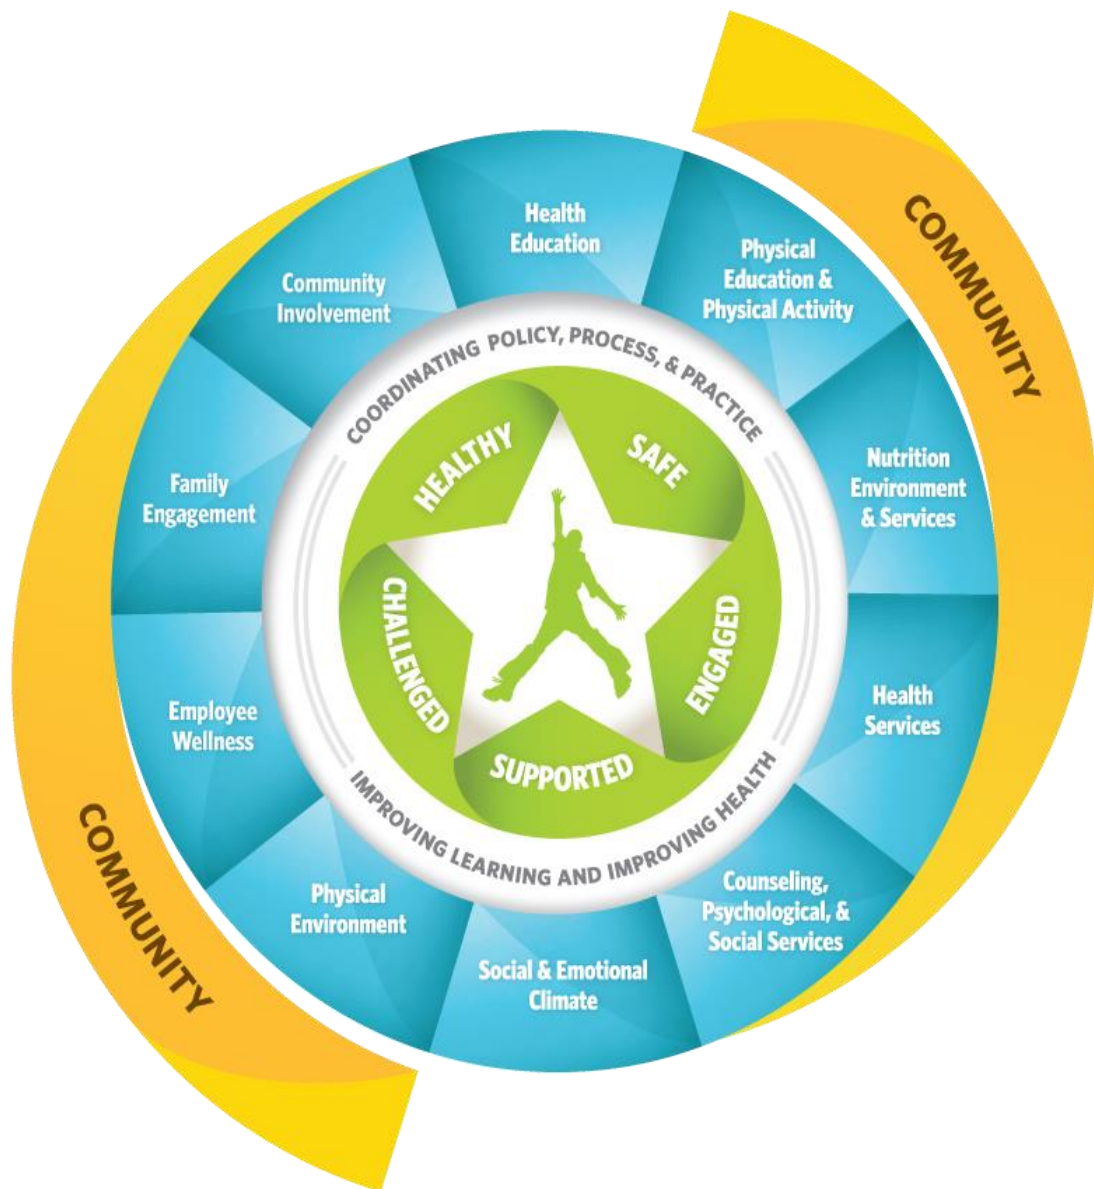 COMMUNITY
Health
Education
Physical
Education &
Physical Activity
Nutrition
Environment
& Services
Health
Services
Counseling,
Psychological, &
Social Services
Social & Emotional
Climate
Physical
Environment
Employee
Wellness
Family
Engagement
Community
Involvement
COORDINATING POLICY, PROCESS, & PRACTICE
IMPROVING LEARNING AND IMPROVING HEALTH
HEALTHY
SAFE
ENGAGED
SUPPORTED
CHALLENGED
COMMUNITY